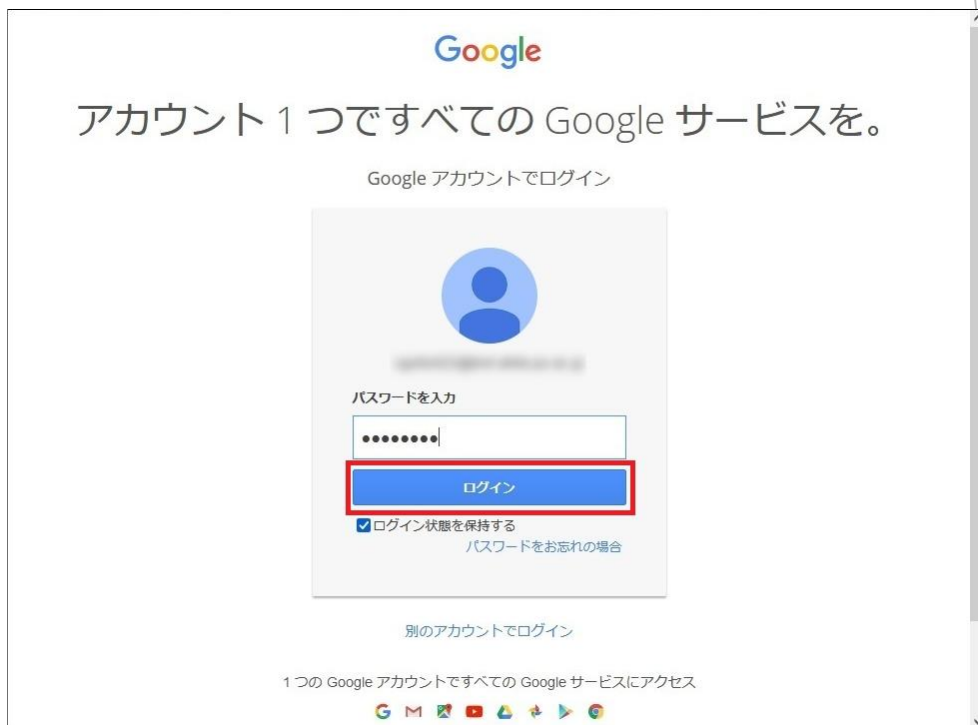 Google
アカウント 1 つですべての Google サービスを。
Google アカウントでログイン
パスワードを入力
••••••••
ログイン
ログイン状態を保持する
パスワードをお忘れの場合
別のアカウントでログイン
1 つの Google アカウントですべての Google サービスにアクセス